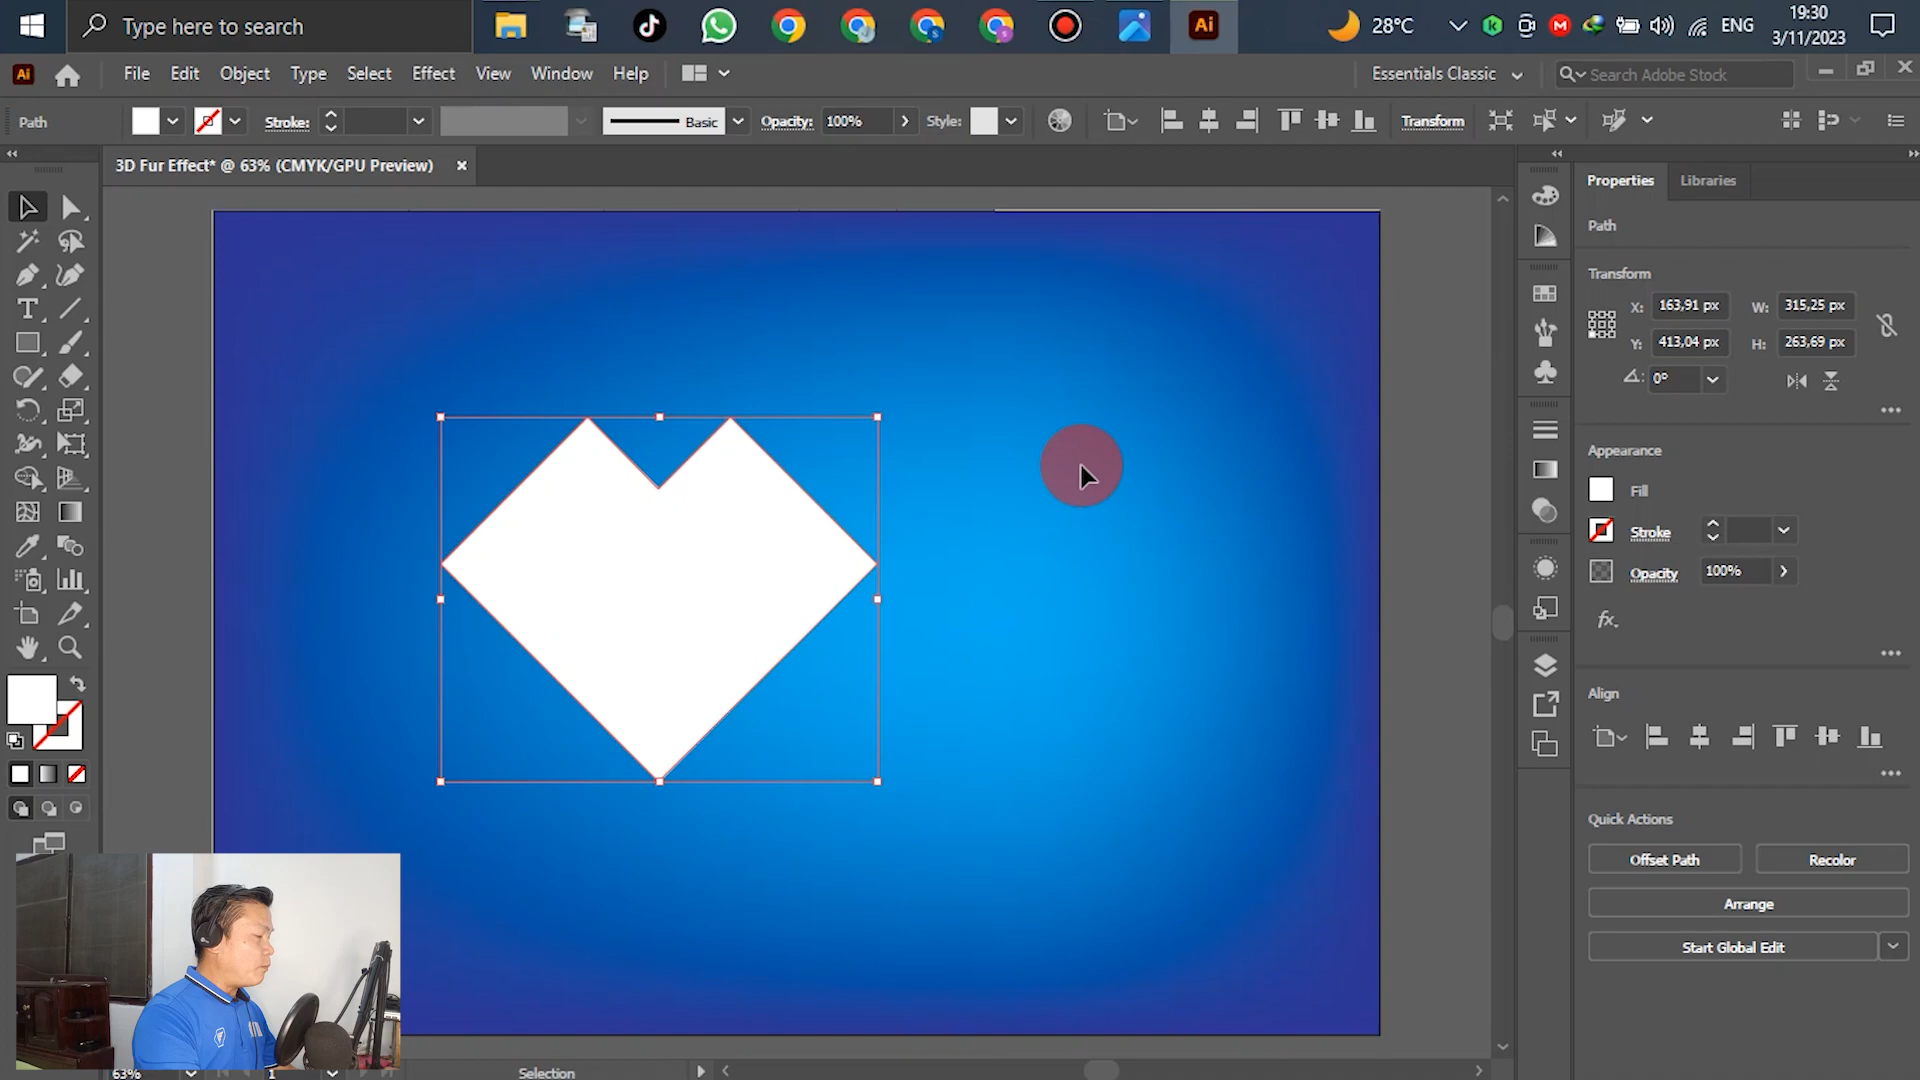 Type here to search
28°C
ENG
19:30
3/11/2023
Ai
File Edit Object Type Select Effect View Window Help
Essentials Classic
Search Adobe Stock
Path
Stroke:
Basic
Opacity: 100%
Style:
Transform
3D Fur Effect* @ 63% (CMYK/GPU Preview)
Properties
Libraries
Path
Transform
X: 163,91 px
W: 315,25 px
Y: 413,04 px
H: 263,69 px
0°
Appearance
Fill
Stroke
Opacity 100%
fx
Align
Quick Actions
Offset Path
Recolor
Arrange
Start Global Edit
63%
1
Selection